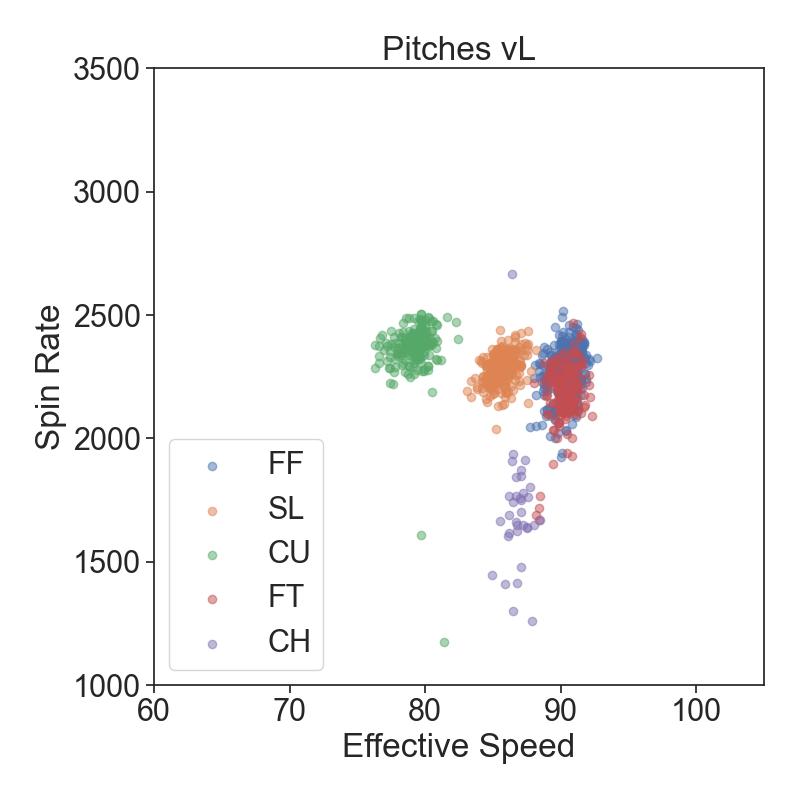 Pitches vL
3500
3000
2500
2000
1500
1000
Spin Rate
FF
SL
CU
FT
CH
60 70 80 90 100
Effective Speed